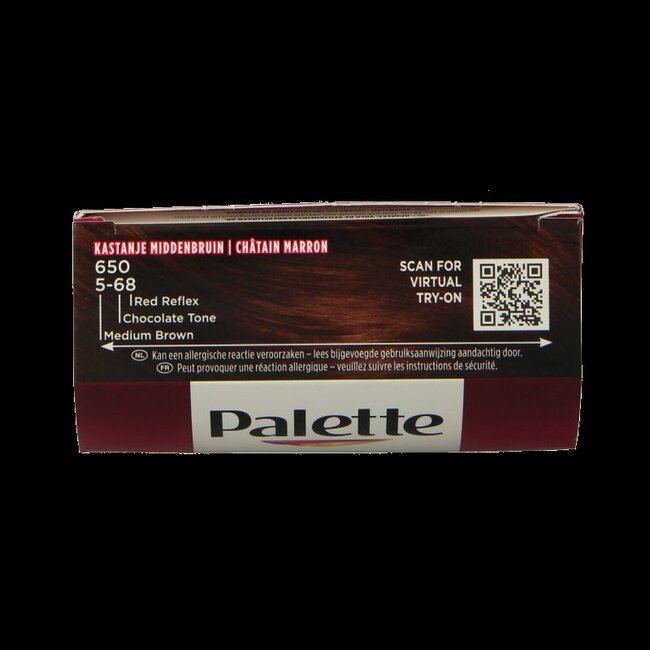 KASTANJE MIDDENBRUIN | CHÂTAIN MARRON
650
5-68
Red Reflex
Chocolate Tone
Medium Brown
SCAN FOR
VIRTUAL
TRY-ON
NL Kan een allergische reactie veroorzaken – lees bijgevoegde gebruiksaanwijzing aandachtig door.
FR Peut provoquer une réaction allergique – veuillez suivre les instructions de sécurité.
Palette